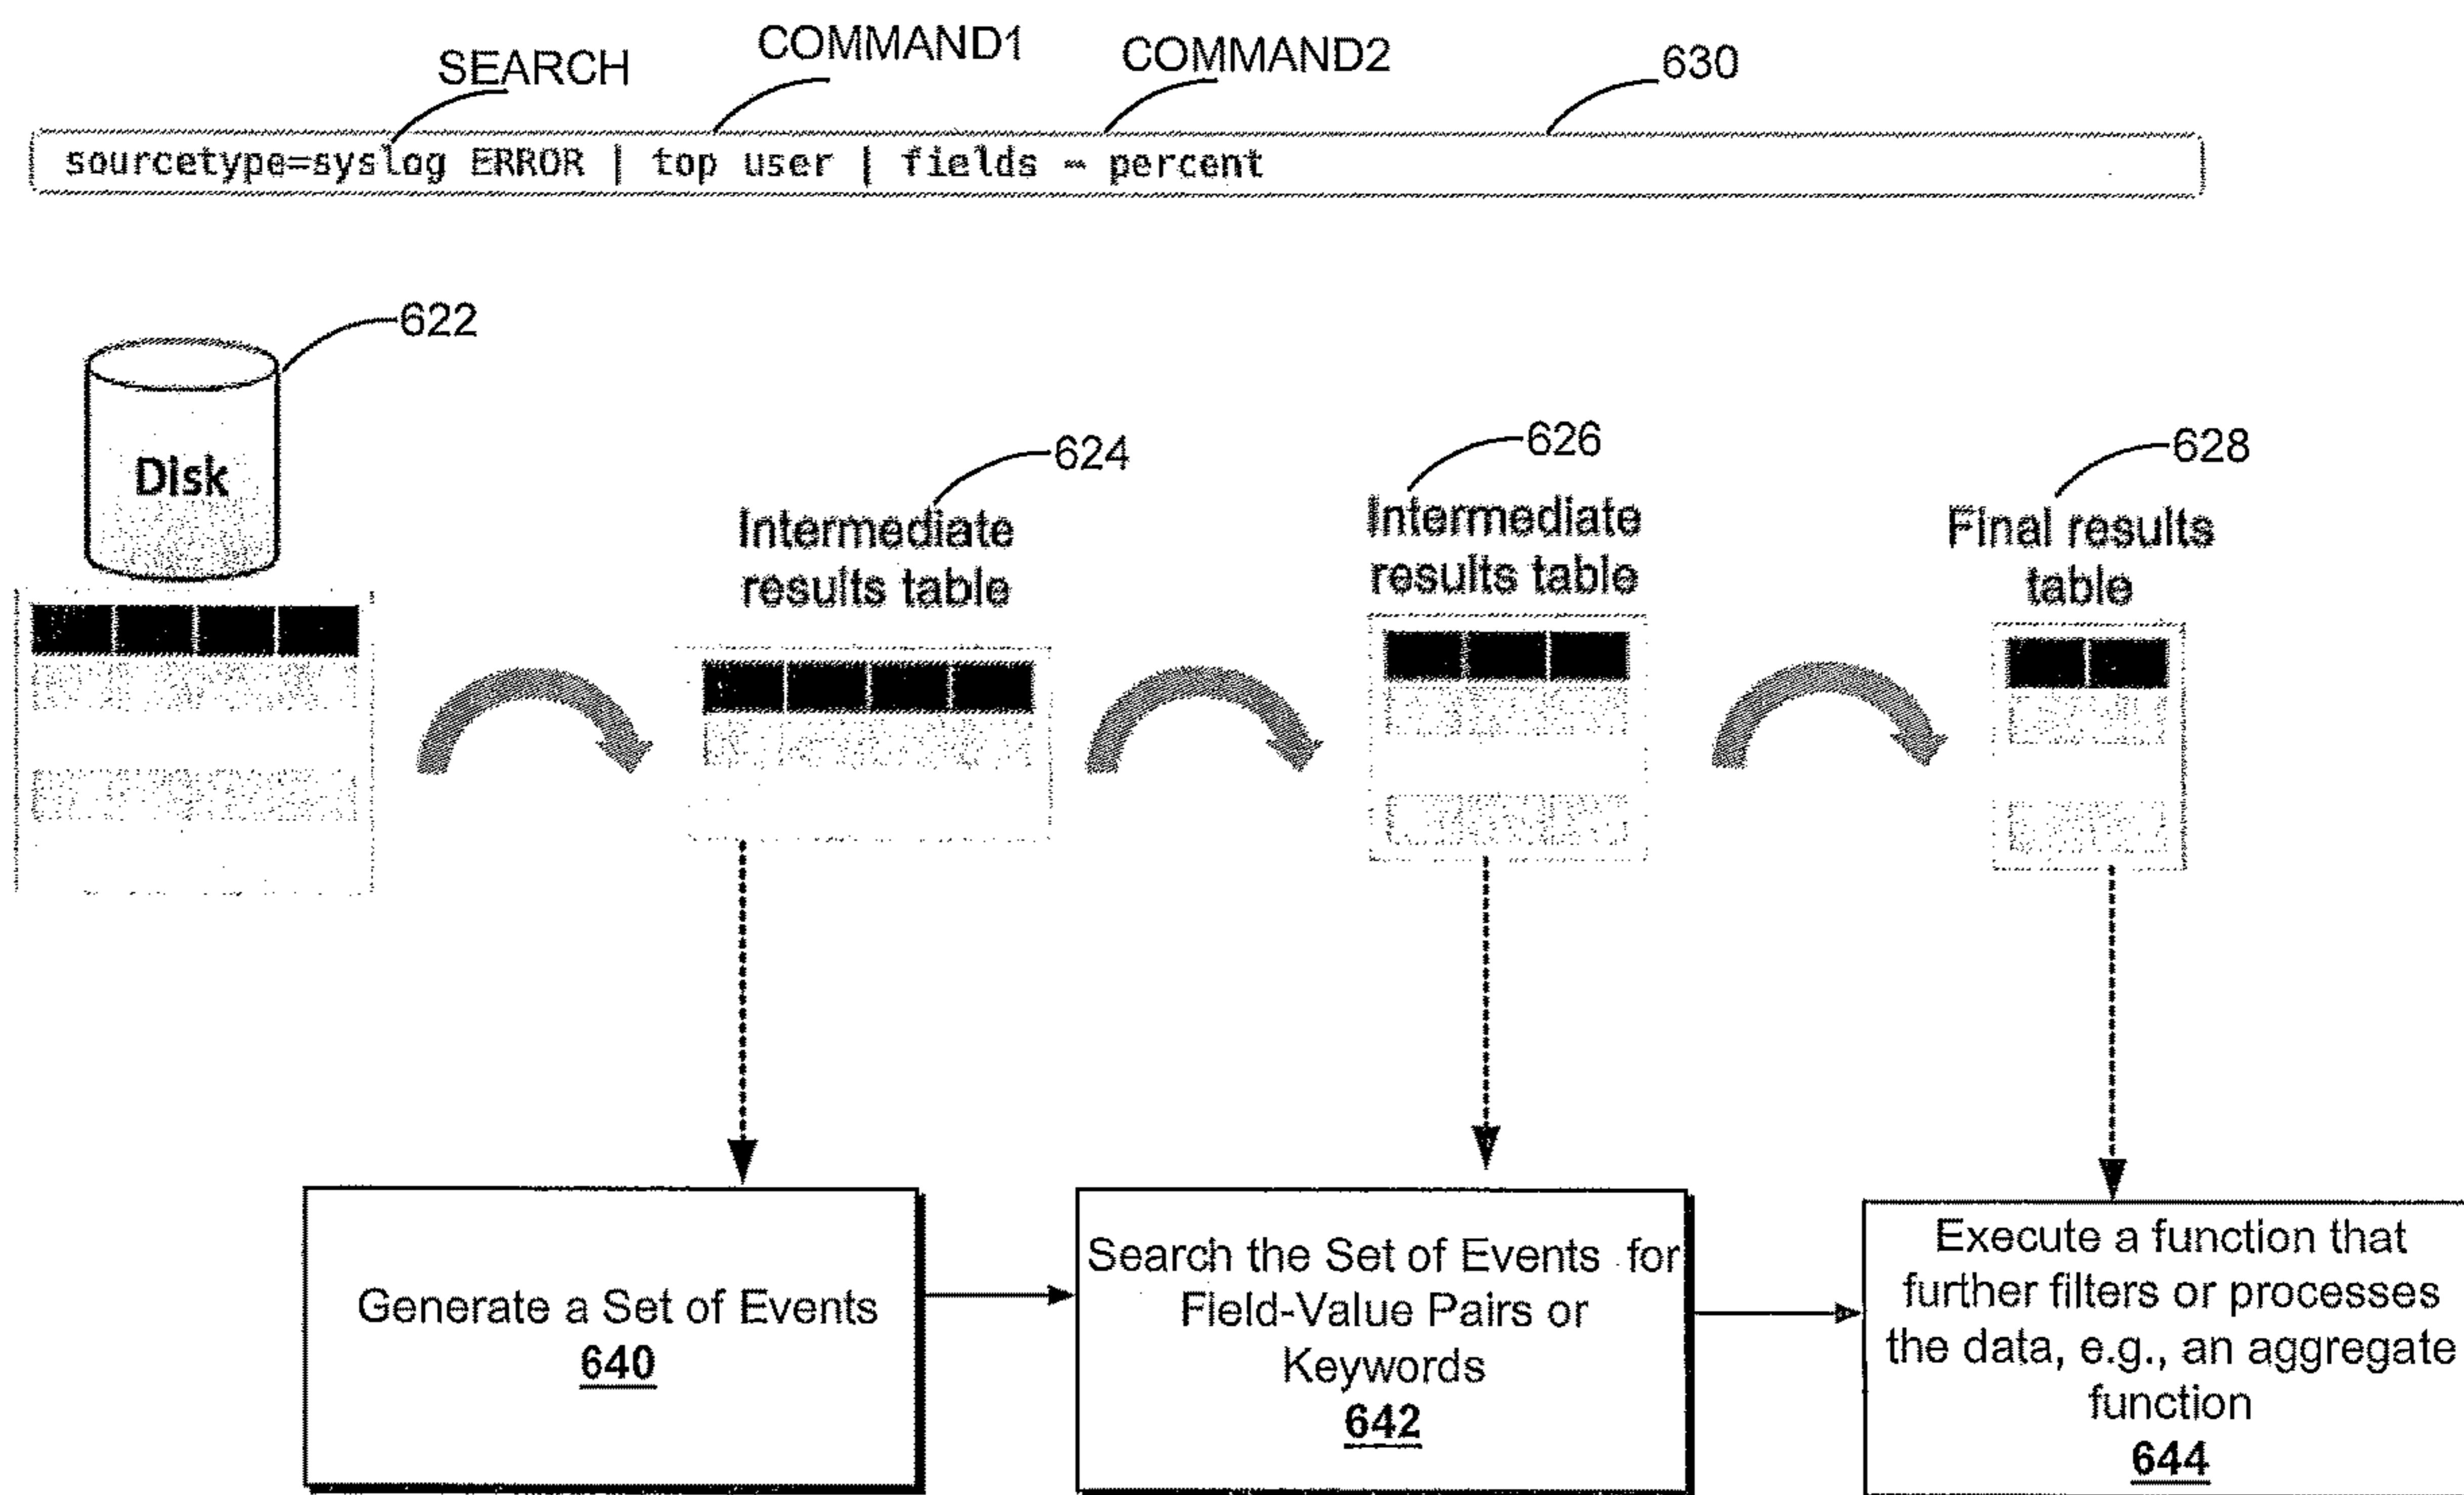 SEARCH
COMMAND1
COMMAND2
630
sourcetype=syslog ERROR | top user | fields – percent
622
Disk
624
Intermediate
results table
626
Intermediate
results table
628
Final results
table
Generate a Set of Events
640
Search the Set of Events for
Field-Value Pairs or
Keywords
642
Execute a function that
further filters or processes
the data, e.g., an aggregate
function
644